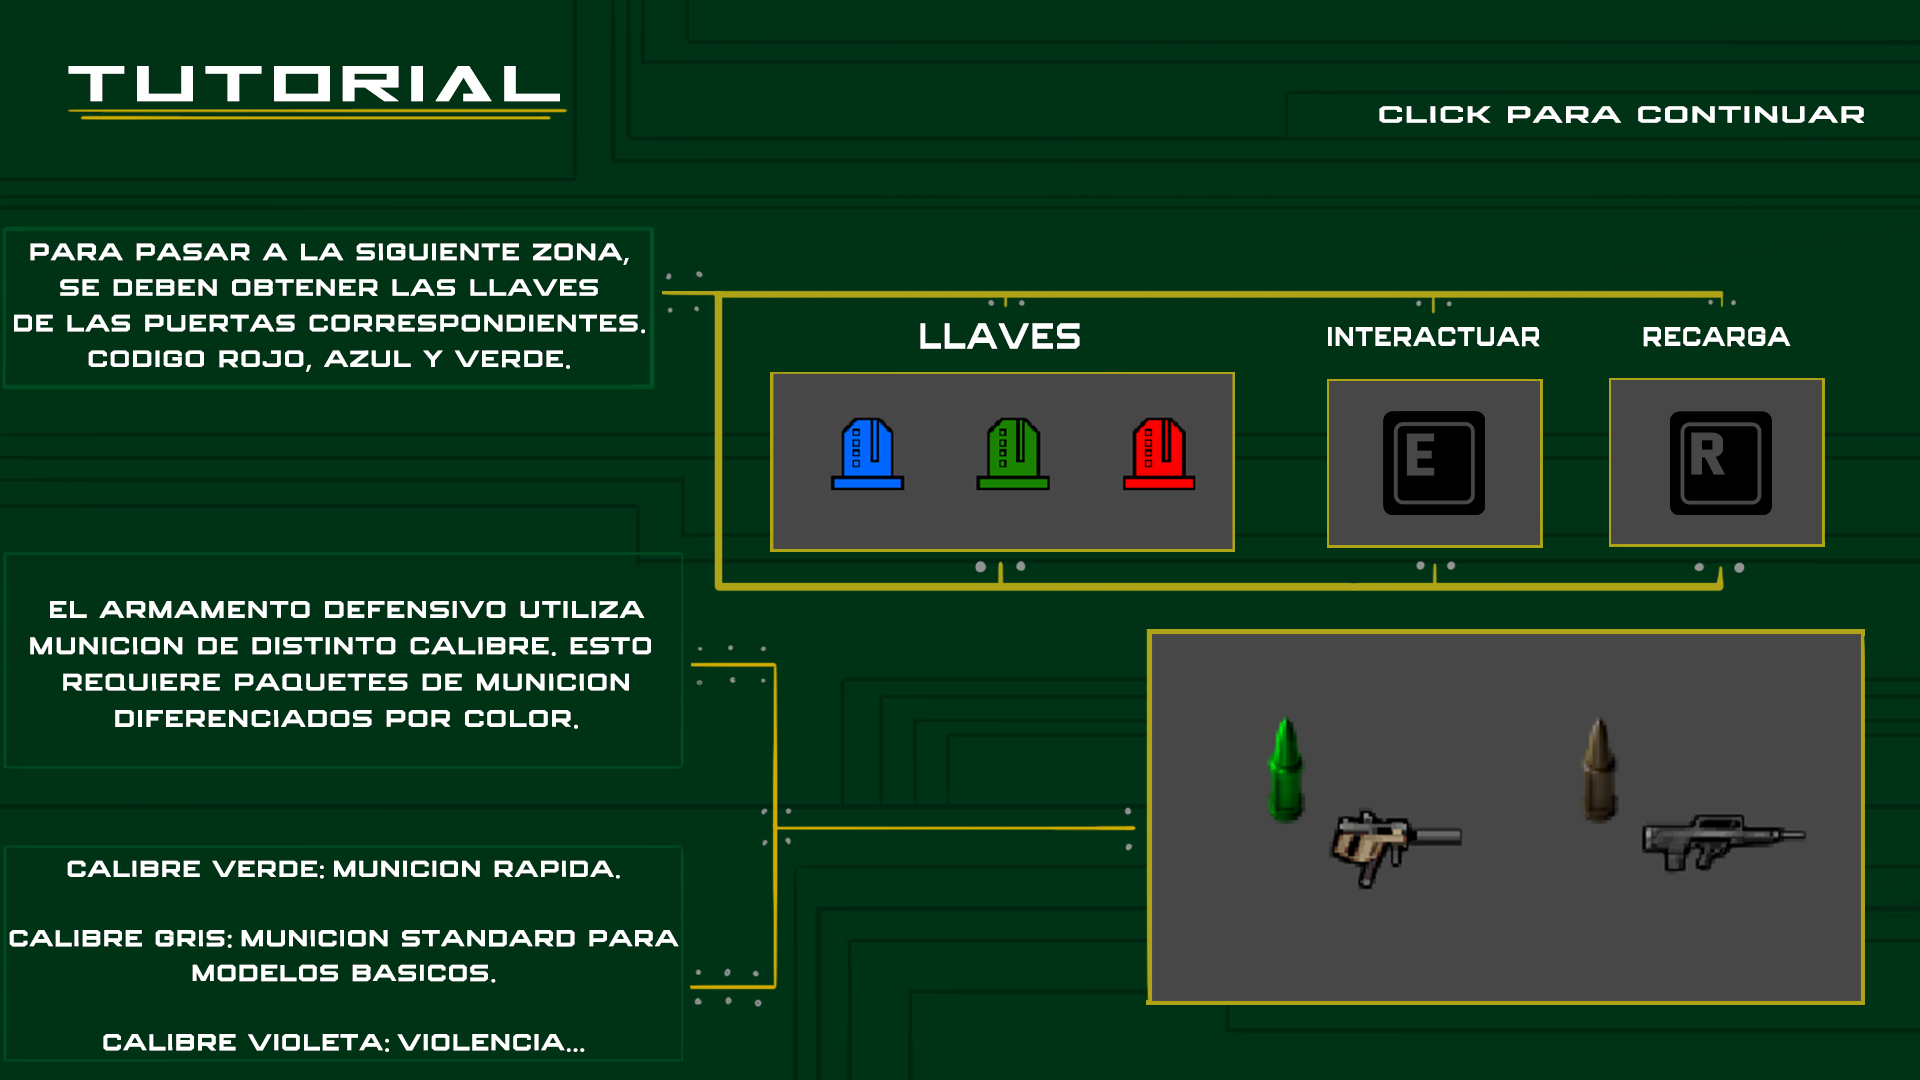 TUTORIAL
CLICK PARA CONTINUAR
PARA PASAR A LA SIGUIENTE ZONA,
SE DEBEN OBTENER LAS LLAVES
DE LAS PUERTAS CORRESPONDIENTES.
CODIGO ROJO, AZUL Y VERDE.
LLAVES
INTERACTUAR
RECARGA
E
R
EL ARMAMENTO DEFENSIVO UTILIZA
MUNICION DE DISTINTO CALIBRE. ESTO
REQUIERE PAQUETES DE MUNICION
DIFERENCIADOS POR COLOR.
CALIBRE VERDE: MUNICION RAPIDA.
CALIBRE GRIS: MUNICION STANDARD PARA
MODELOS BASICOS.
CALIBRE VIOLETA: VIOLENCIA...